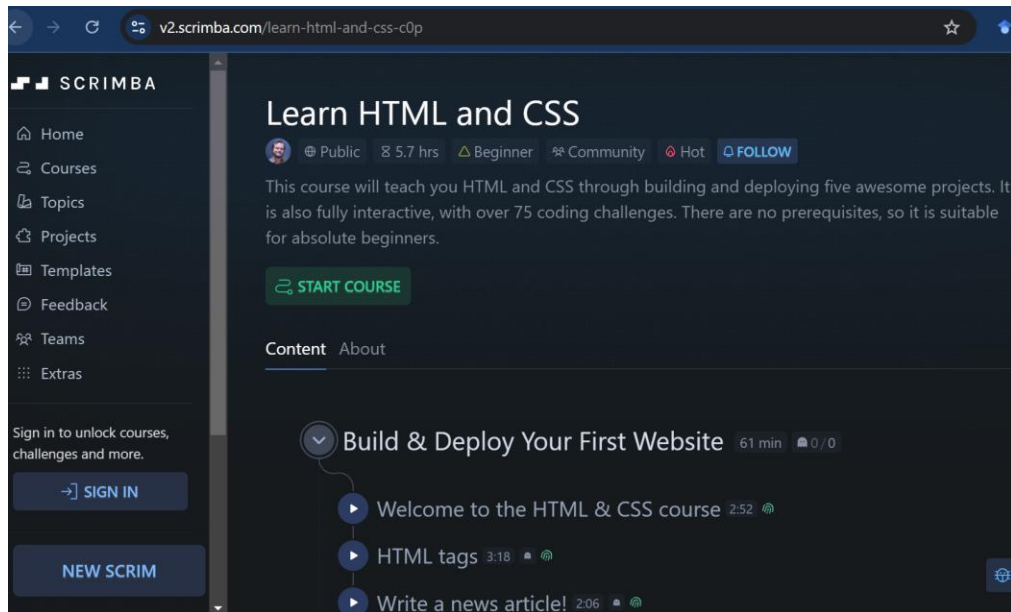 v2.scrimba.com/learn-html-and-css-c0p
SCRIMBA
Home
Courses
Topics
Projects
Templates
Feedback
Teams
Extras
Sign in to unlock courses,
challenges and more.
SIGN IN
NEW SCRIM
Learn HTML and CSS
Public 5.7 hrs Beginner Community Hot FOLLOW
This course will teach you HTML and CSS through building and deploying five awesome projects. It
is also fully interactive, with over 75 coding challenges. There are no prerequisites, so it is suitable
for absolute beginners.
START COURSE
Content About
Build & Deploy Your First Website 61 min 0/0
Welcome to the HTML & CSS course 2:52
HTML tags 3:18
Write a news article! 2:06